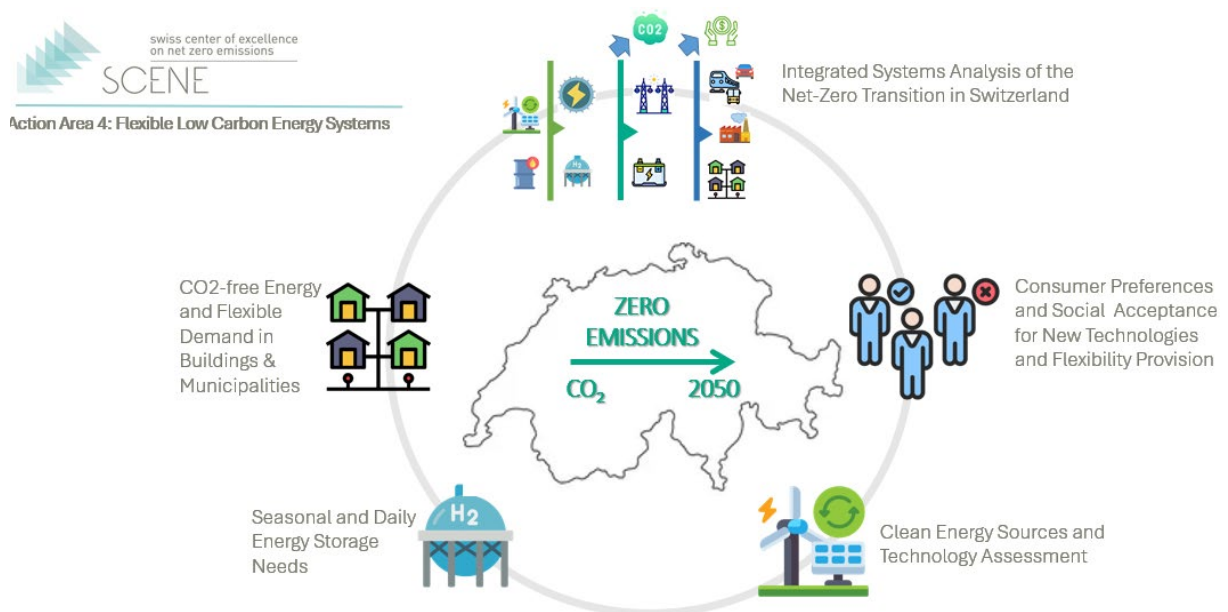 swiss center of excellence
on net zero emissions
SCENE
Action Area 4: Flexible Low Carbon Energy Systems
CO2
H2
Integrated Systems Analysis of the
Net-Zero Transition in Switzerland
CO2-free Energy
and Flexible
Demand in
Buildings &
Municipalities
ZERO
EMISSIONS
CO₂ 2050
Consumer Preferences
and Social Acceptance
for New Technologies
and Flexibility Provision
Seasonal and Daily
Energy Storage
Needs
H2
Clean Energy Sources and
Technology Assessment